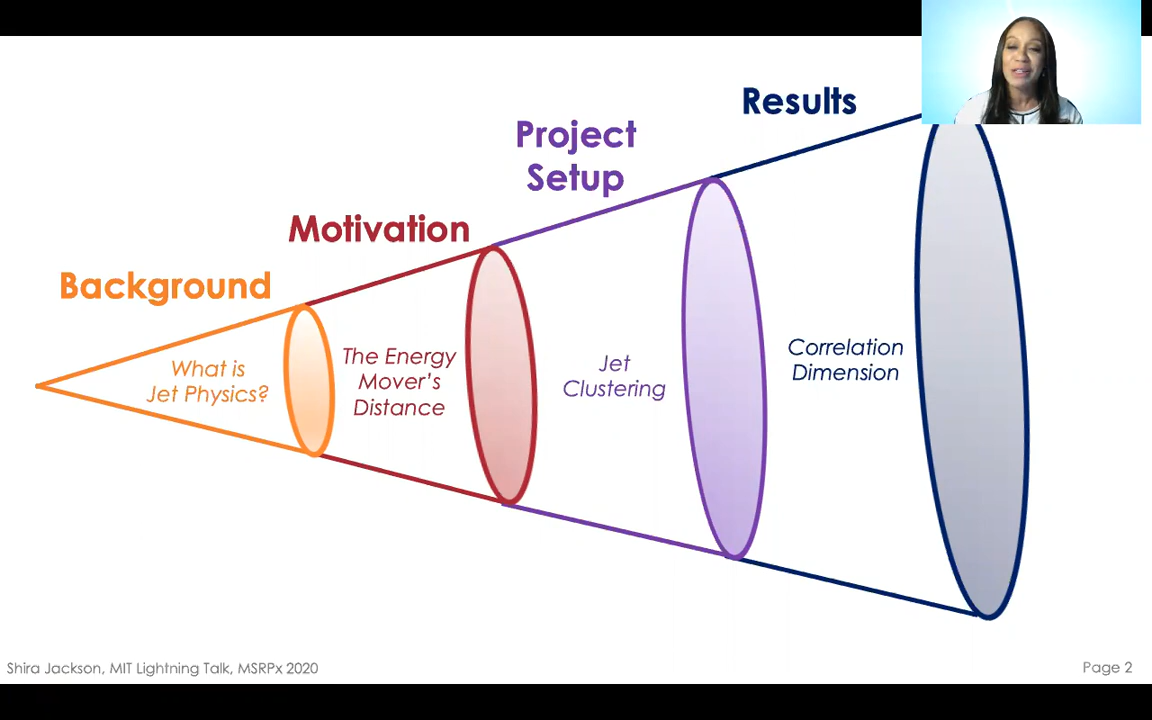 Results
Project
Setup
Motivation
Background
What is
Jet Physics?
The Energy
Mover's
Distance
Jet
Clustering
Correlation
Dimension
Shira Jackson, MIT Lightning Talk, MSRPx 2020
Page 2